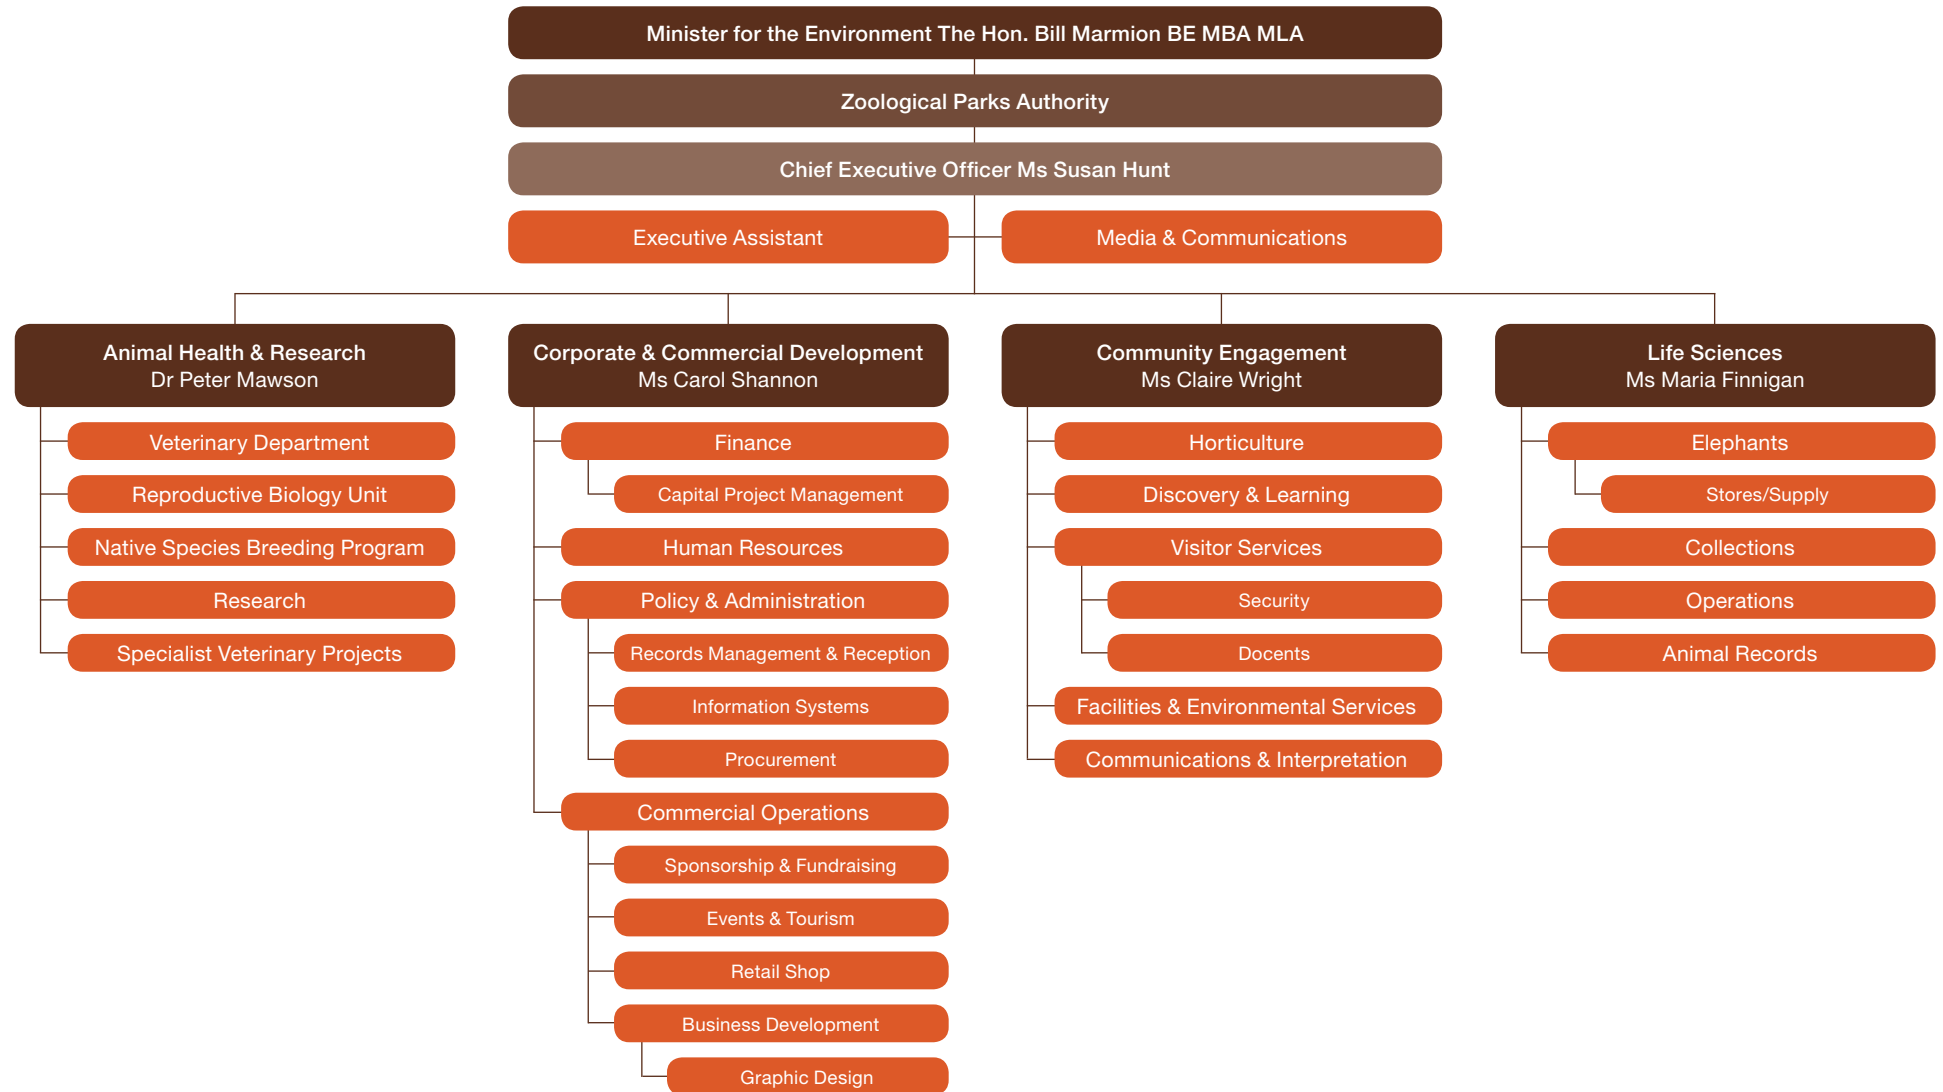 Minister for the Environment The Hon. Bill Marmion BE MBA MLA
Zoological Parks Authority
Chief Executive Officer Ms Susan Hunt
Executive Assistant
Media & Communications
Animal Health & Research
Dr Peter Mawson
Veterinary Department
Reproductive Biology Unit
Native Species Breeding Program
Research
Specialist Veterinary Projects
Corporate & Commercial Development
Ms Carol Shannon
Finance
Capital Project Management
Human Resources
Policy & Administration
Records Management & Reception
Information Systems
Procurement
Commercial Operations
Sponsorship & Fundraising
Events & Tourism
Retail Shop
Business Development
Graphic Design
Community Engagement
Ms Claire Wright
Horticulture
Discovery & Learning
Visitor Services
Security
Docents
Facilities & Environmental Services
Communications & Interpretation
Life Sciences
Ms Maria Finnigan
Elephants
Stores/Supply
Collections
Operations
Animal Records